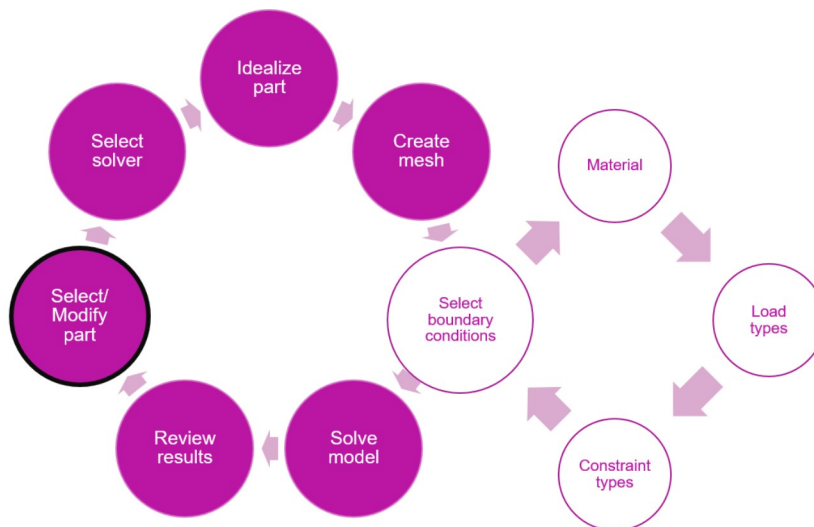 Idealize
part
Select
solver
Create
mesh
Material
Select/
Modify
part
Select
boundary
conditions
Load
types
Review
results
Solve
model
Constraint
types